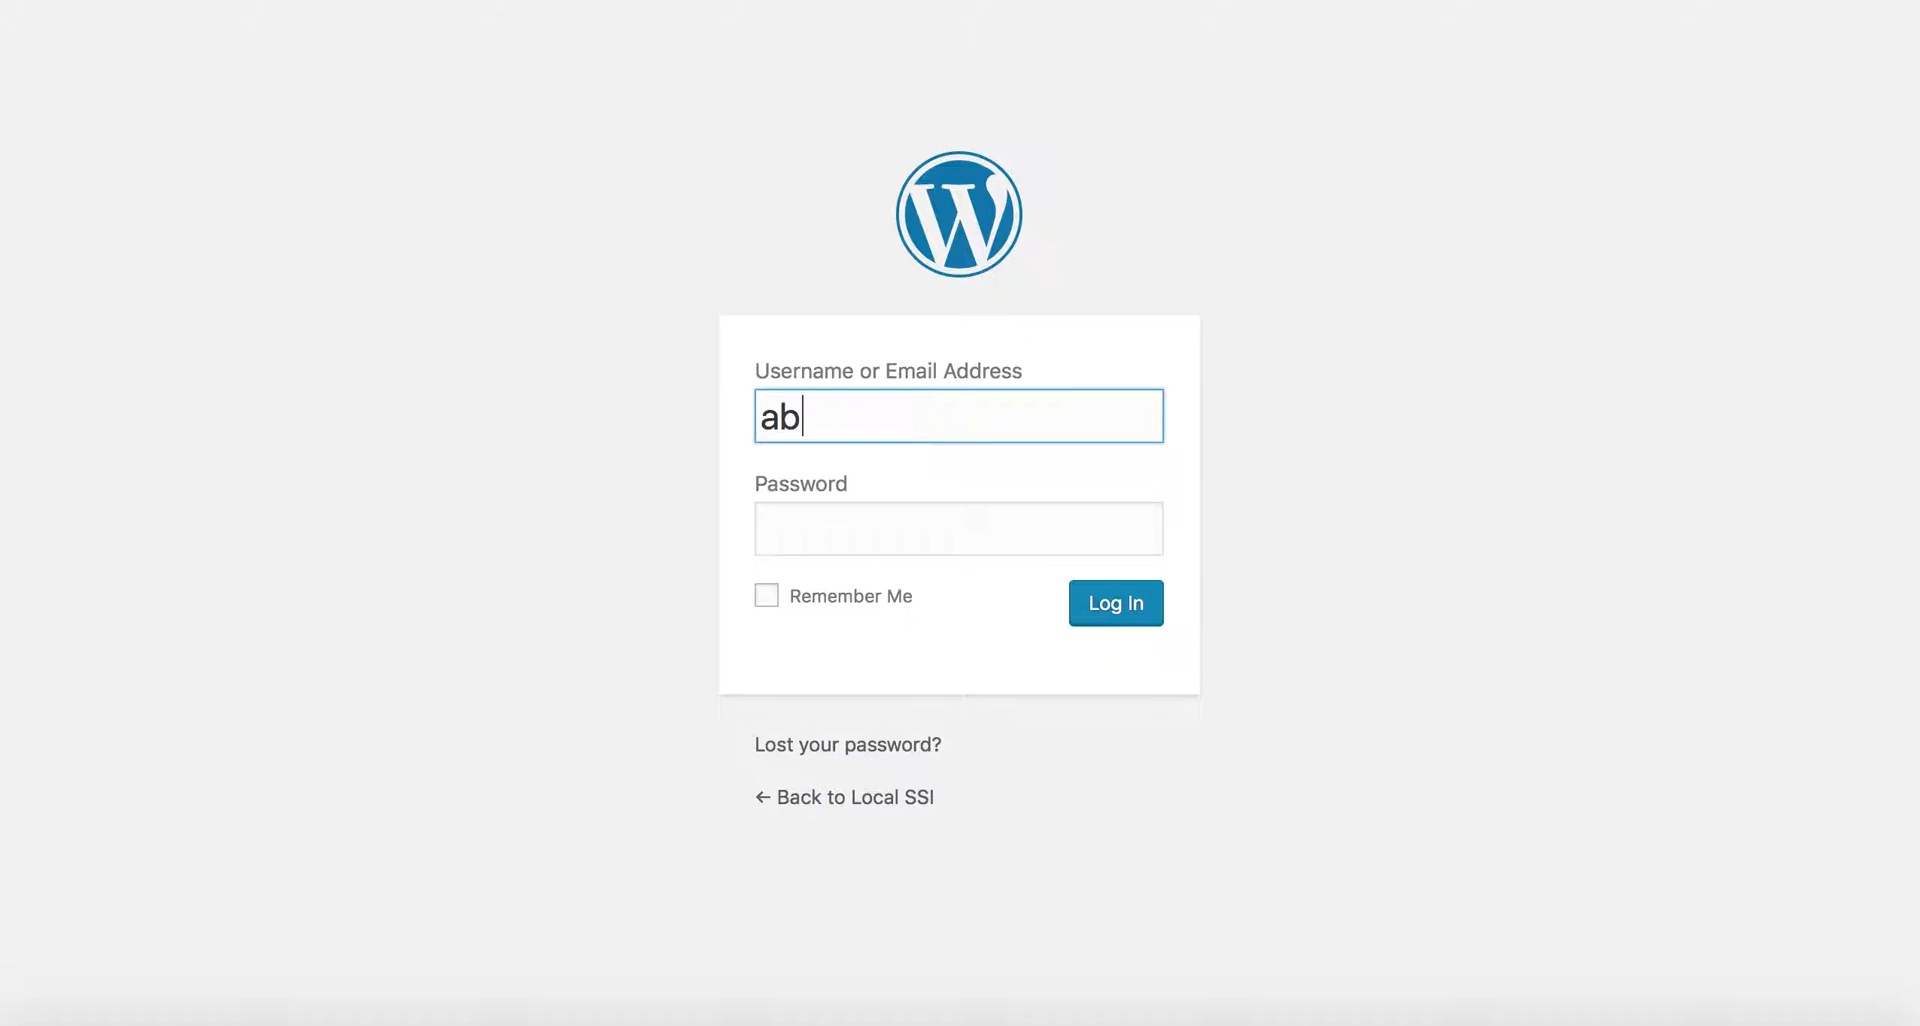 W
Username or Email Address
ab
Password
Remember Me
Log In
Lost your password?
← Back to Local SSI